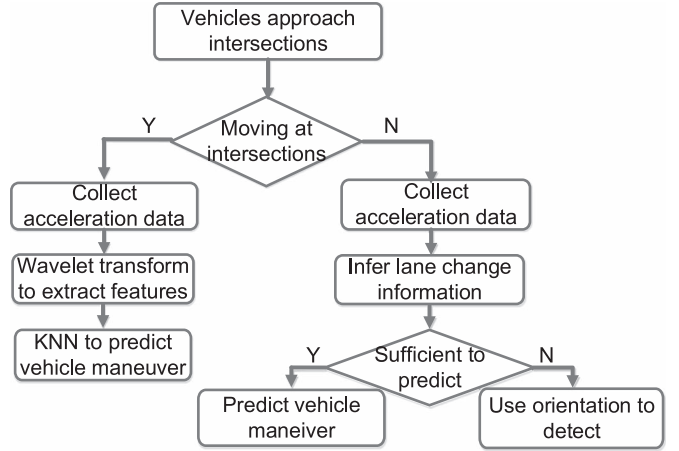 Vehicles approach
intersections
Y
Moving at
intersections
N
Collect
acceleration data
Collect
acceleration data
Wavelet transform
to extract features
Infer lane change
information
KNN to predict
vehicle maneuver
Y
Sufficient to
predict
N
Predict vehicle
maneiver
Use orientation to
detect